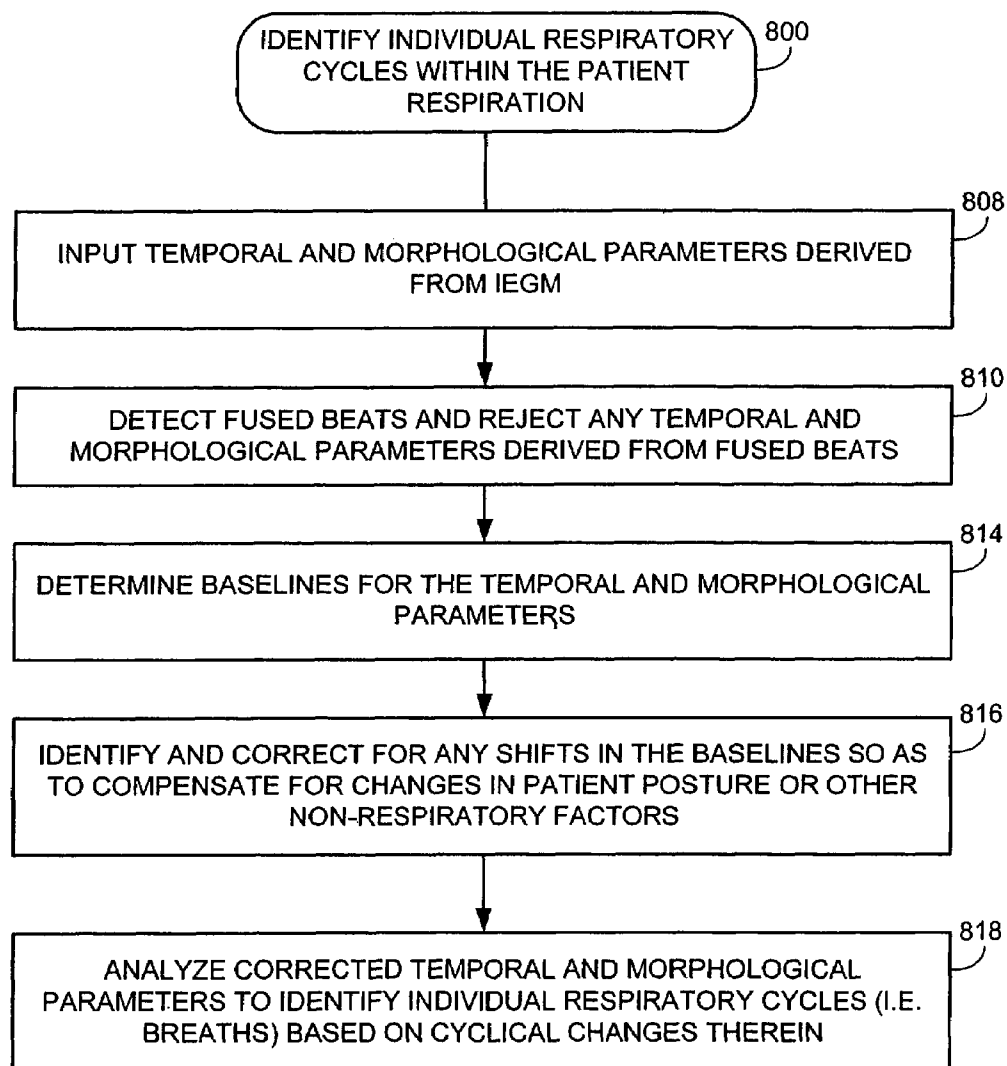 IDENTIFY INDIVIDUAL RESPIRATORY
CYCLES WITHIN THE PATIENT
RESPIRATION
800
808
INPUT TEMPORAL AND MORPHOLOGICAL PARAMETERS DERIVED
FROM IEGM
810
DETECT FUSED BEATS AND REJECT ANY TEMPORAL AND
MORPHOLOGICAL PARAMETERS DERIVED FROM FUSED BEATS
814
DETERMINE BASELINES FOR THE TEMPORAL AND MORPHOLOGICAL
PARAMETERS
816
IDENTIFY AND CORRECT FOR ANY SHIFTS IN THE BASELINES SO AS
TO COMPENSATE FOR CHANGES IN PATIENT POSTURE OR OTHER
NON-RESPIRATORY FACTORS
818
ANALYZE CORRECTED TEMPORAL AND MORPHOLOGICAL
PARAMETERS TO IDENTIFY INDIVIDUAL RESPIRATORY CYCLES (I.E.
BREATHS) BASED ON CYCLICAL CHANGES THEREIN